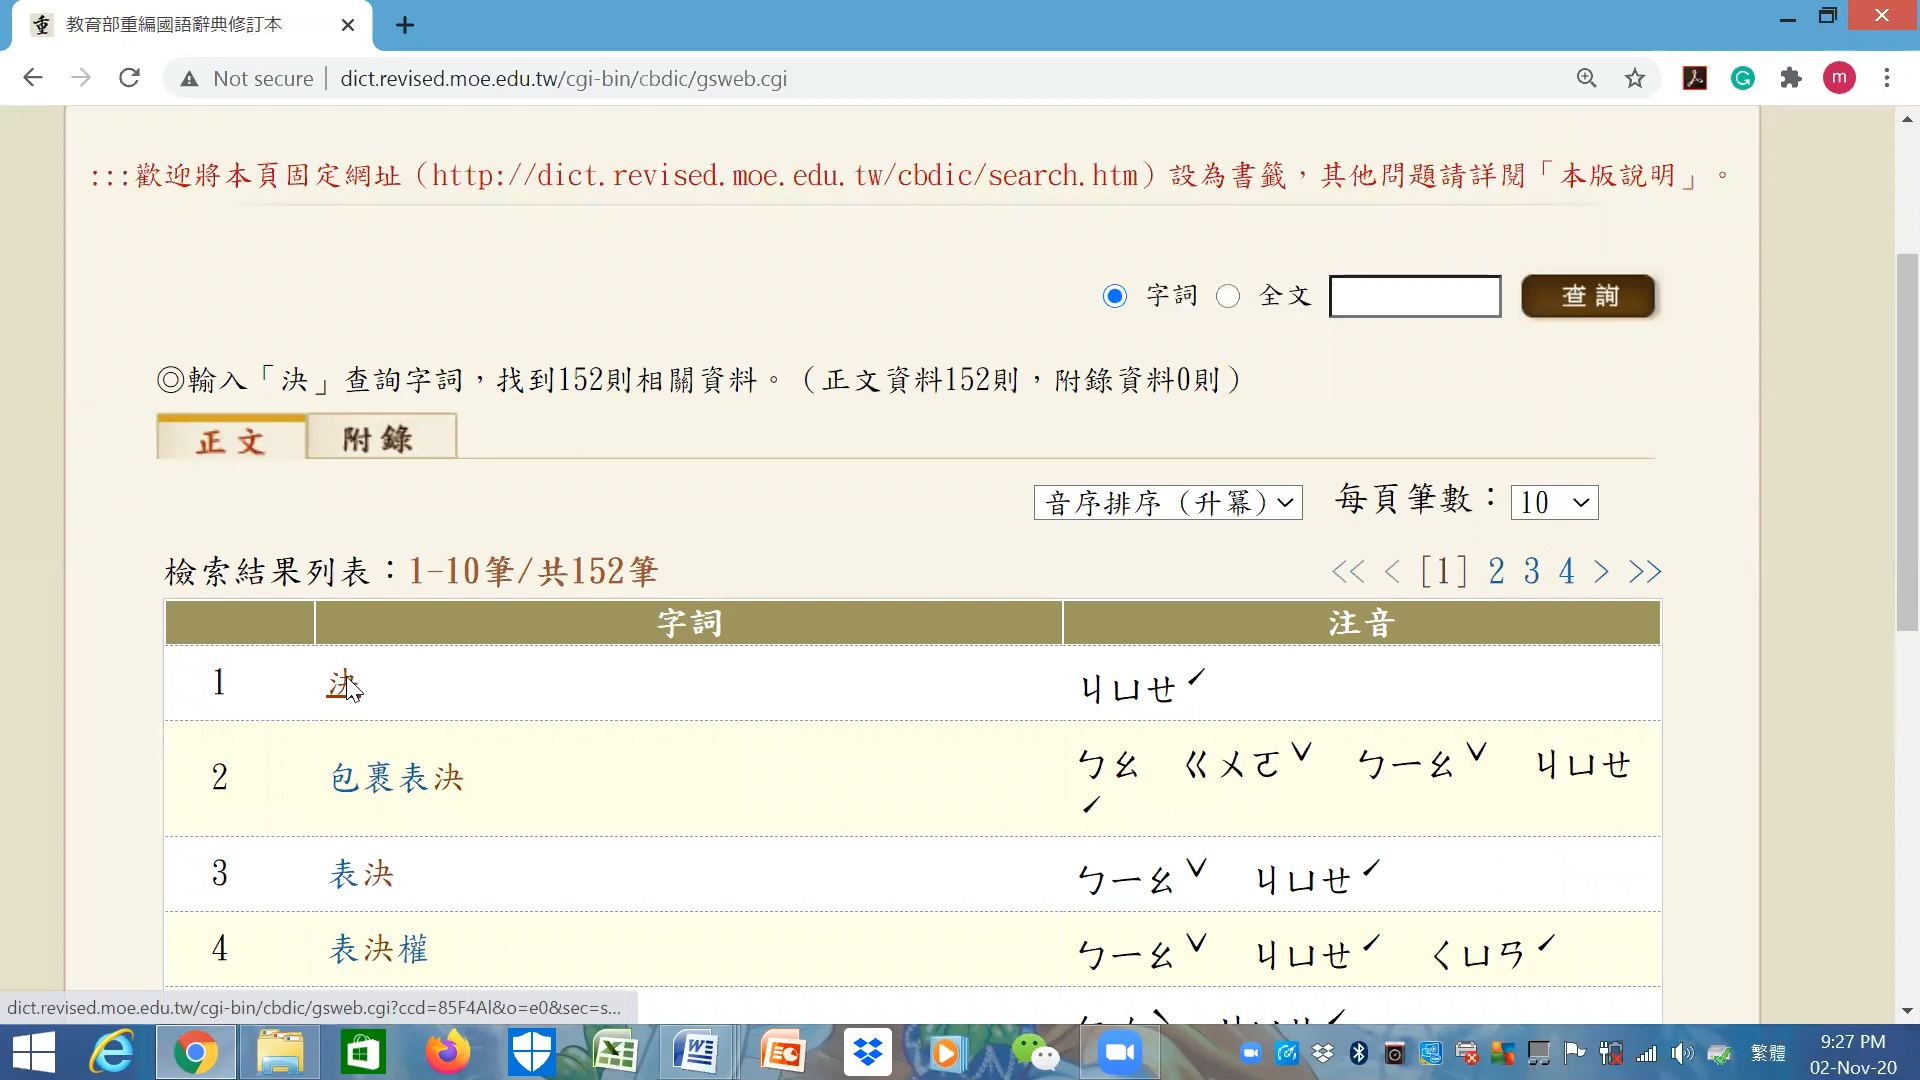 教育部重編國語辭典修訂本
Not secure
dict.revised.moe.edu.tw/cgi-bin/cbdic/gsweb.cgi
m
:::歡迎將本頁固定網址（http://dict.revised.moe.edu.tw/cbdic/search.htm）設為書籤，其他問題請詳閱「本版說明」。
字詞 全文 查詢
◎輸入「決」查詢字詞，找到152則相關資料。（正文資料152則，附錄資料0則）
正文 附錄
音序排序（升冪） 每頁筆數：10
檢索結果列表：1-10筆/共152筆 << < [1] 2 3 4 > >>
字詞 注音
1 決 ㄐㄩㄝˊ
2 包裹表決 ㄅㄠ ㄍㄨㄛˇ ㄅㄧㄠˇ ㄐㄩㄝ
ˊ
3 表決 ㄅㄧㄠˇ ㄐㄩㄝˊ
4 表決權 ㄅㄧㄠˇ ㄐㄩㄝˊ ㄑㄩㄢˊ
dict.revised.moe.edu.tw/cgi-bin/cbdic/gsweb.cgi?ccd=85F4Al&o=e0&sec=s...
繁體
9:27 PM
02-Nov-20